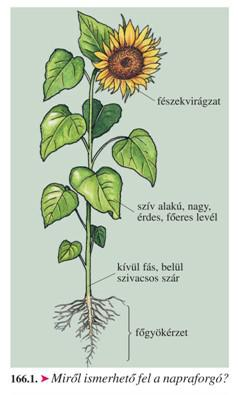 fészekvirágzat
szív alakú, nagy,
érdes, főeres levél
kívül fás, belül
szivacsos szár
főgyökérzet
166.1. ➤ Miről ismerhető fel a napraforgó?